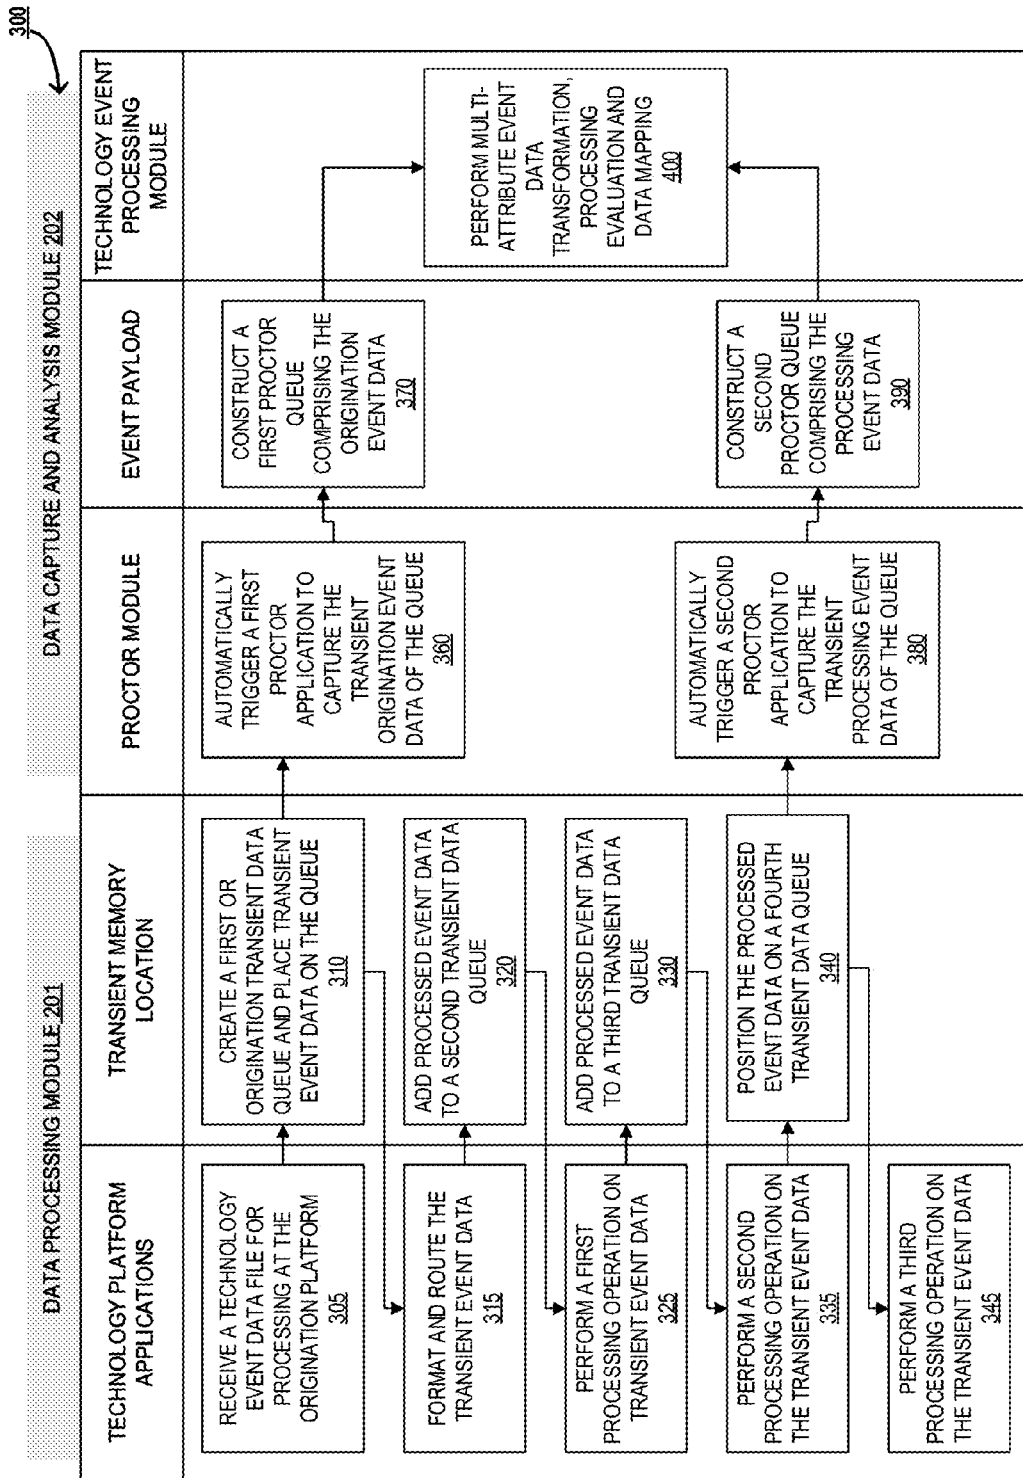 300
DATA PROCESSING MODULE 201
DATA CAPTURE AND ANALYSIS MODULE 202
TECHNOLOGY PLATFORM
APPLICATIONS
TRANSIENT MEMORY
LOCATION
PROCTOR MODULE
EVENT PAYLOAD
TECHNOLOGY EVENT
PROCESSING
MODULE
RECEIVE A TECHNOLOGY
EVENT DATA FILE FOR
PROCESSING AT THE
ORIGINATION PLATFORM
305
CREATE A FIRST OR
ORIGINATION TRANSIENT DATA
QUEUE AND PLACE TRANSIENT
EVENT DATA ON THE QUEUE
310
AUTOMATICALLY
TRIGGER A FIRST
PROCTOR
APPLICATION TO
CAPTURE THE
TRANSIENT
ORIGINATION EVENT
DATA OF THE QUEUE
360
CONSTRUCT A
FIRST PROCTOR
QUEUE
COMPRISING THE
ORIGINATION
EVENT DATA
370
PERFORM MULTI-
ATTRIBUTE EVENT
DATA
TRANSFORMATION,
PROCESSING
EVALUATION AND
DATA MAPPING
400
FORMAT AND ROUTE THE
TRANSIENT EVENT DATA
315
ADD PROCESSED EVENT DATA
TO A SECOND TRANSIENT DATA
QUEUE
320
PERFORM A FIRST
PROCESSING OPERATION ON
TRANSIENT EVENT DATA
325
ADD PROCESSED EVENT DATA
TO A THIRD TRANSIENT DATA
QUEUE
330
PERFORM A SECOND
PROCESSING OPERATION ON
THE TRANSIENT EVENT DATA
335
POSITION THE PROCESSED
EVENT DATA ON A FOURTH
TRANSIENT DATA QUEUE
340
AUTOMATICALLY
TRIGGER A SECOND
PROCTOR
APPLICATION TO
CAPTURE THE
TRANSIENT
PROCESSING EVENT
DATA OF THE QUEUE
380
CONSTRUCT A
SECOND
PROCTOR QUEUE
COMPRISING THE
PROCESSING
EVENT DATA
390
PERFORM A THIRD
PROCESSING OPERATION ON
THE TRANSIENT EVENT DATA
345